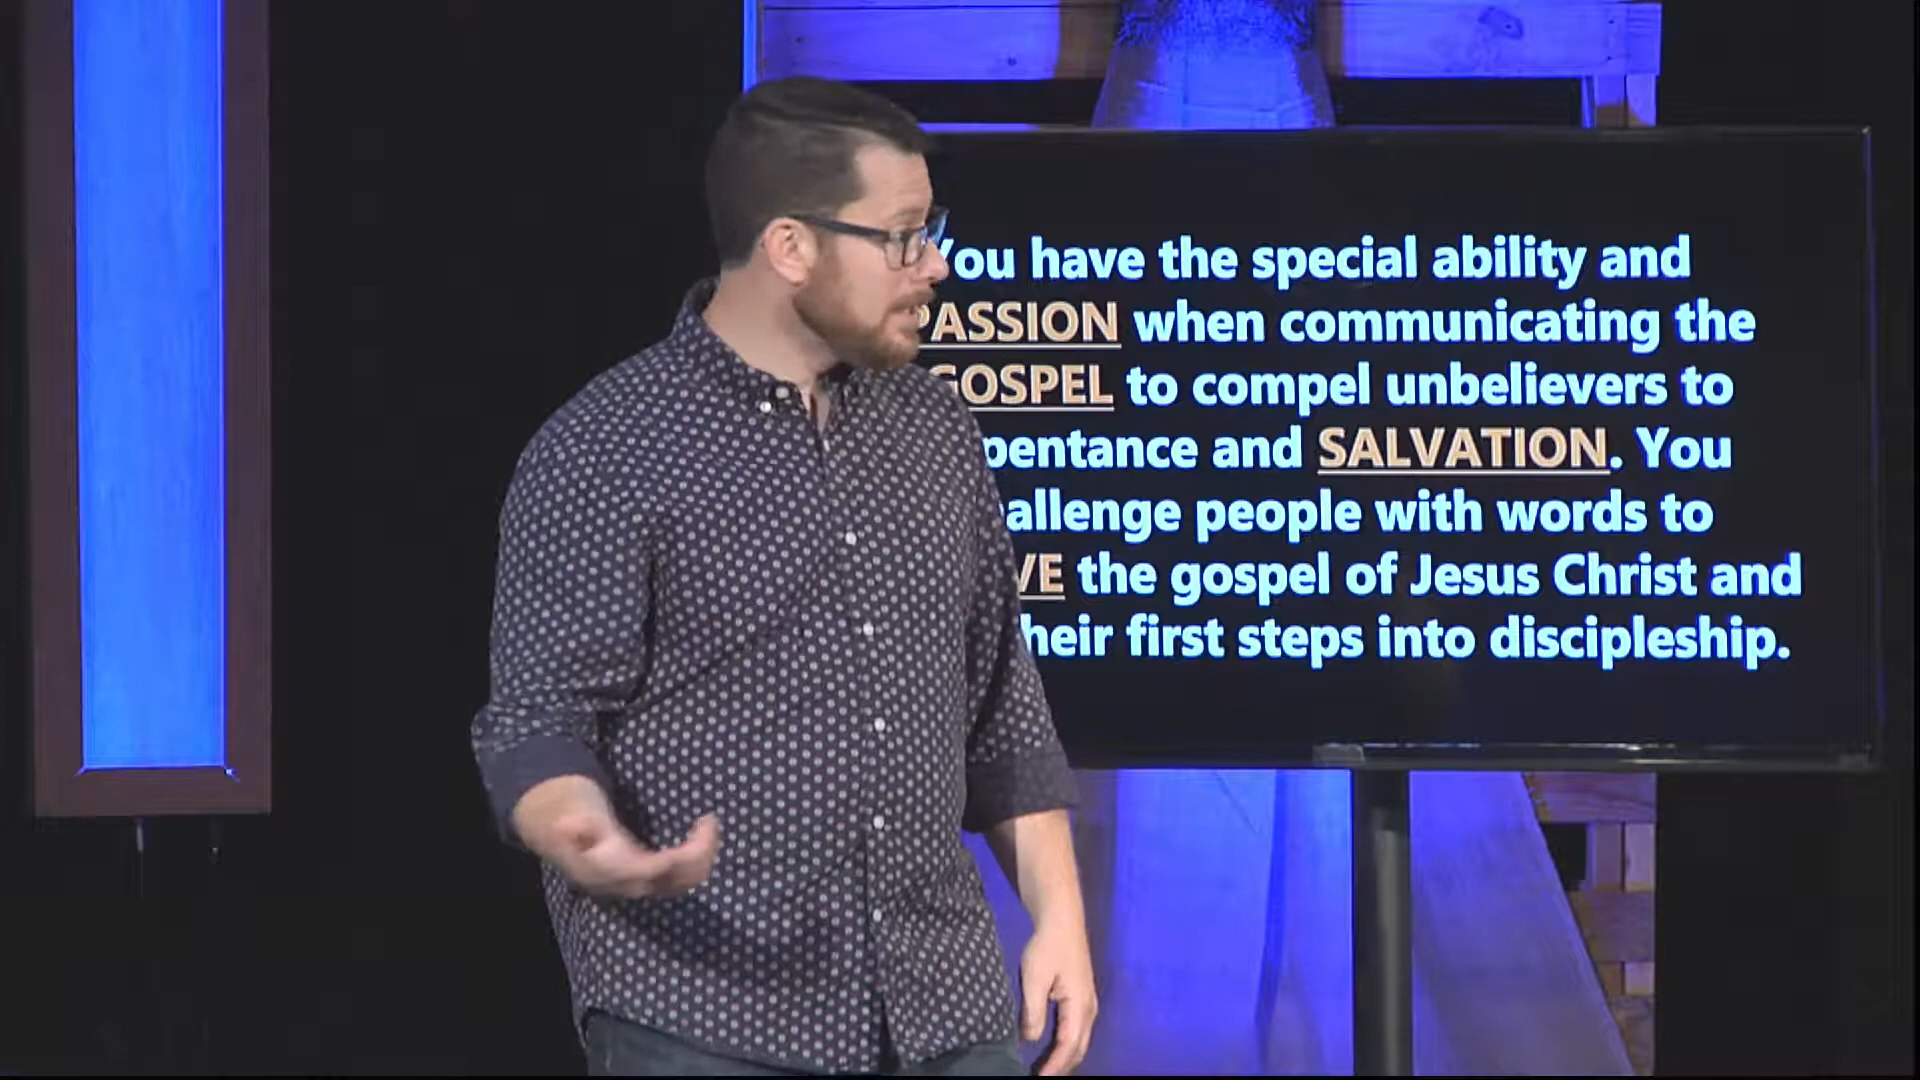 You have the special ability and
PASSION when communicating the
GOSPEL to compel unbelievers to
pentance and SALVATION. You
allenge people with words to
VE the gospel of Jesus Christ and
heir first steps into discipleship.